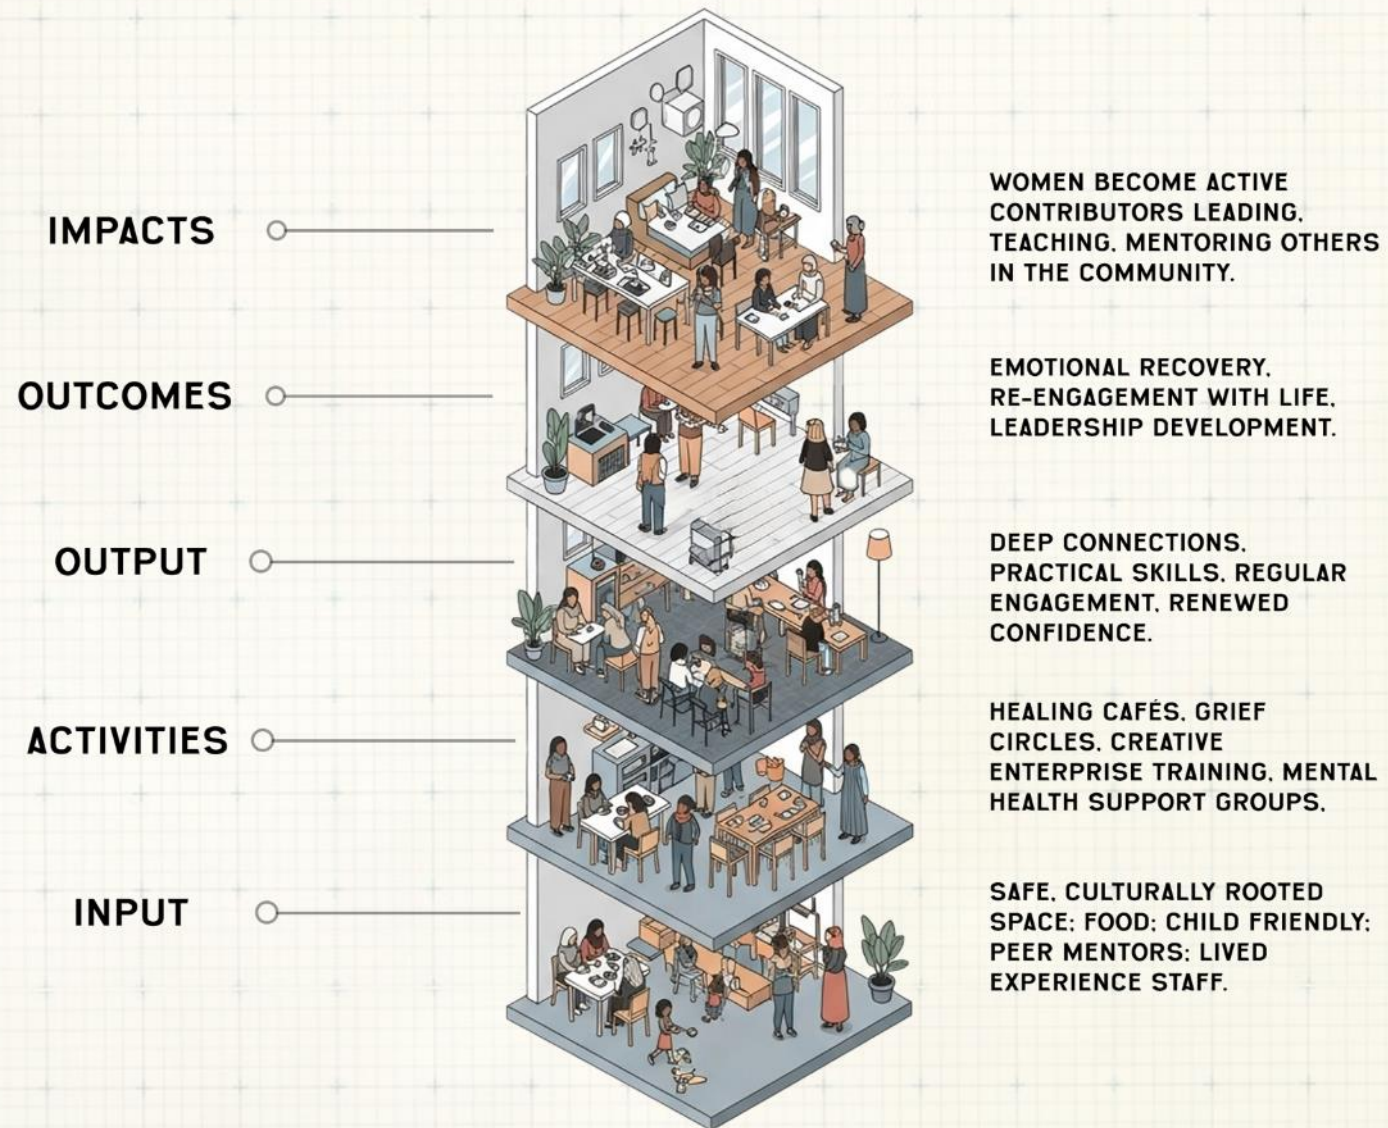 IMPACTS
WOMEN BECOME ACTIVE
CONTRIBUTORS LEADING,
TEACHING, MENTORING OTHERS
IN THE COMMUNITY.
OUTCOMES
EMOTIONAL RECOVERY,
RE-ENGAGEMENT WITH LIFE,
LEADERSHIP DEVELOPMENT.
OUTPUT
DEEP CONNECTIONS,
PRACTICAL SKILLS, REGULAR
ENGAGEMENT, RENEWED
CONFIDENCE.
ACTIVITIES
HEALING CAFÉS, GRIEF
CIRCLES, CREATIVE
ENTERPRISE TRAINING, MENTAL
HEALTH SUPPORT GROUPS,
INPUT
SAFE, CULTURALLY ROOTED
SPACE; FOOD; CHILD FRIENDLY;
PEER MENTORS; LIVED
EXPERIENCE STAFF.